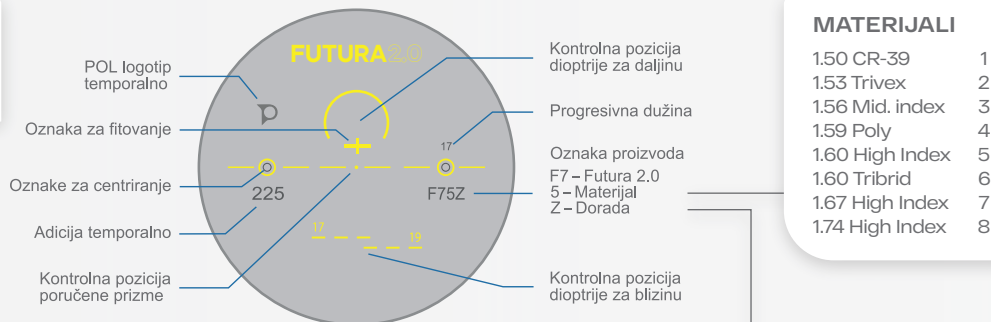 FUTURA2.0
POL logotip
temporalno
Oznaka za fitovanje
Oznake za centriranje
Adicija temporalno
Kontrolna pozicija
poručene prizme
17
225
F75Z
17
19
Kontrolna pozicija
dioptrije za daljinu
Progresivna dužina
Oznaka proizvoda
F7 – Futura 2.0
5 – Materijal
Z – Dorada
Kontrolna pozicija
dioptrije za blizinu
MATERIJALI
1.50 CR-39 1
1.53 Trivex 2
1.56 Mid. index 3
1.59 Poly 4
1.60 High Index 5
1.60 Tribrid 6
1.67 High Index 7
1.74 High Index 8